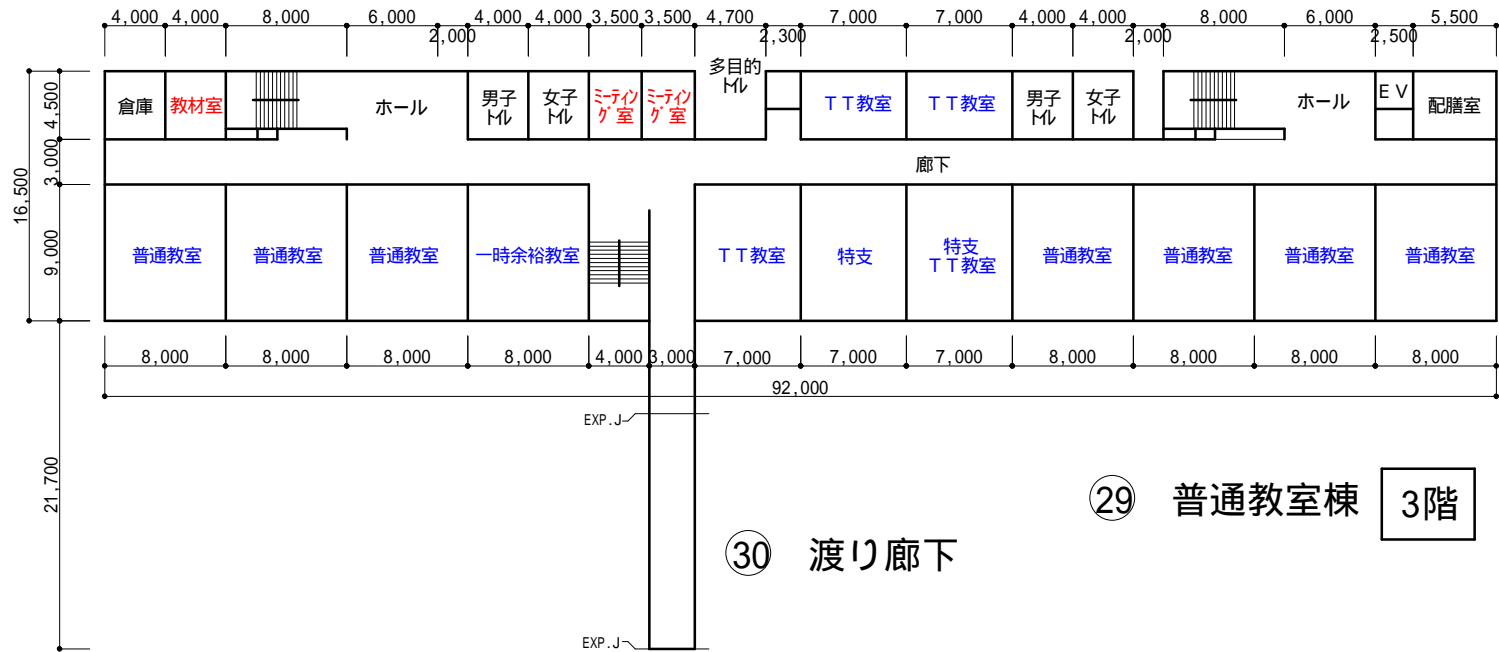 4,000 4,000 8,000 6,000 4,000 4,000 3,500 3,500 4,700 7,000 7,000 4,000 4,000 8,000 6,000 5,500
2,000 2,300 2,000 2,500
4,500
3,000
9,000
16,500
21,700
倉庫
教材室
ホール
男子
トイレ
女子
トイレ
ミーティン
グ室
ミーティン
グ室
多目的
トイレ
TT教室
TT教室
男子
トイレ
女子
トイレ
ホール
EV
配膳室
廊下
普通教室
普通教室
普通教室
一時余裕教室
TT教室
特支
特支
TT教室
普通教室
普通教室
普通教室
普通教室
8,000 8,000 8,000 8,000 4,000 3,000 7,000 7,000 7,000 8,000 8,000 8,000 8,000
92,000
EXP.J
EXP.J
㉙ 普通教室棟 3階
㉚ 渡り廊下